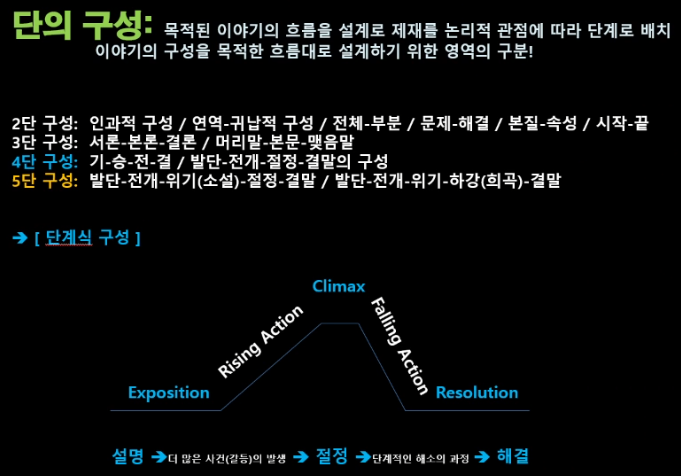 단의 구성: 목적된 이야기의 흐름을 설계로 제재를 논리적 관점에 따라 단계로 배치
이야기의 구성을 목적한 흐름대로 설계하기 위한 영역의 구분!
2단 구성: 인과적 구성 / 연역-귀납적 구성 / 전체-부분 / 문제-해결 / 본질-속성 / 시작-끝
3단 구성: 서론-본론-결론 / 머리말-본문-맺음말
4단 구성: 기-승-전-결 / 발단-전개-절정-결말의 구성
5단 구성: 발단-전개-위기(소설)-절정-결말 / 발단-전개-위기-하강(희곡)-결말
➔ [ 단계식 구성 ]
Climax
Rising Action
Falling Action
Exposition
Resolution
설명 ➔더 많은 사건(갈등)의 발생 ➔ 절정 ➔단계적인 해소의 과정 ➔ 해결